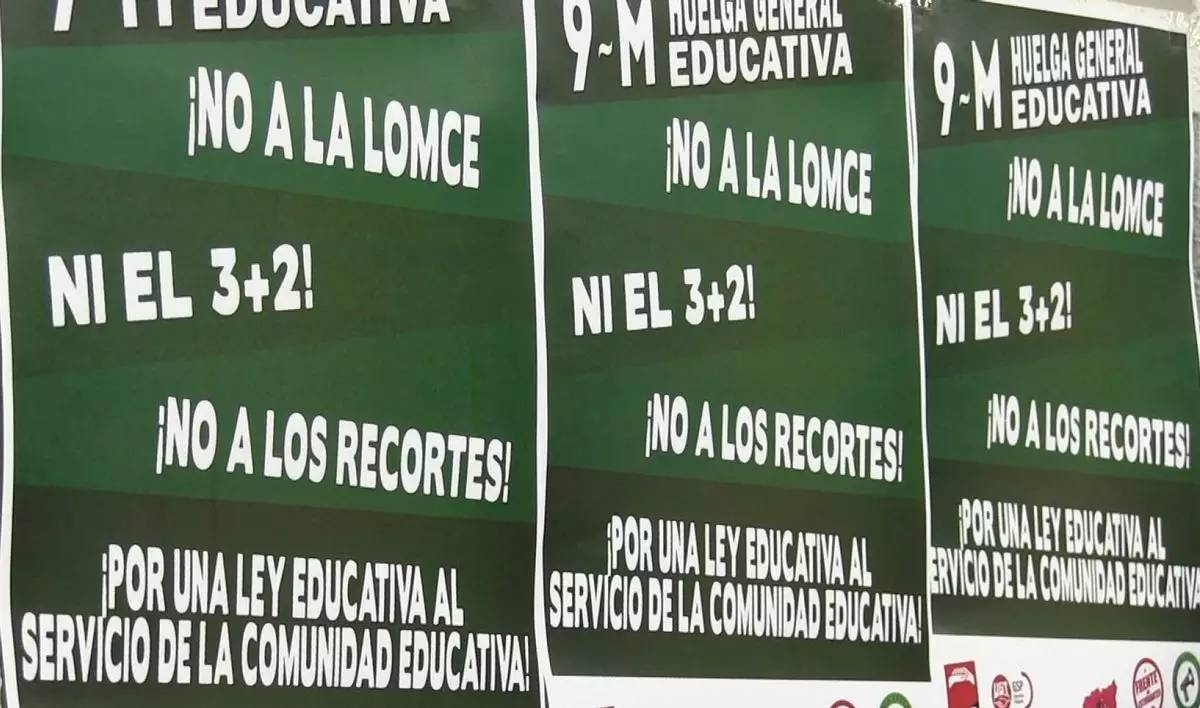 9-M EDUCATIVA
¡NO A LA LOMCE
NI EL 3+2!
¡NO A LOS RECORTES!
¡POR UNA LEY EDUCATIVA AL
SERVICIO DE LA COMUNIDAD EDUCATIVA!
9~M HUELGA GENERAL
EDUCATIVA
¡NO A LA LOMCE
NI EL 3+2!
¡NO A LOS RECORTES!
¡POR UNA LEY EDUCATIVA AL
SERVICIO DE LA COMUNIDAD EDUCATIVA!
9~M HUELGA GENERAL
EDUCATIVA
¡NO A LA LOMCE
NI EL 3+2!
¡NO A LOS RECORTES!
¡POR UNA LEY EDUCATIVA AL
ERVICIO DE LA COMUNIDAD EDUCATIVA
FRENTE